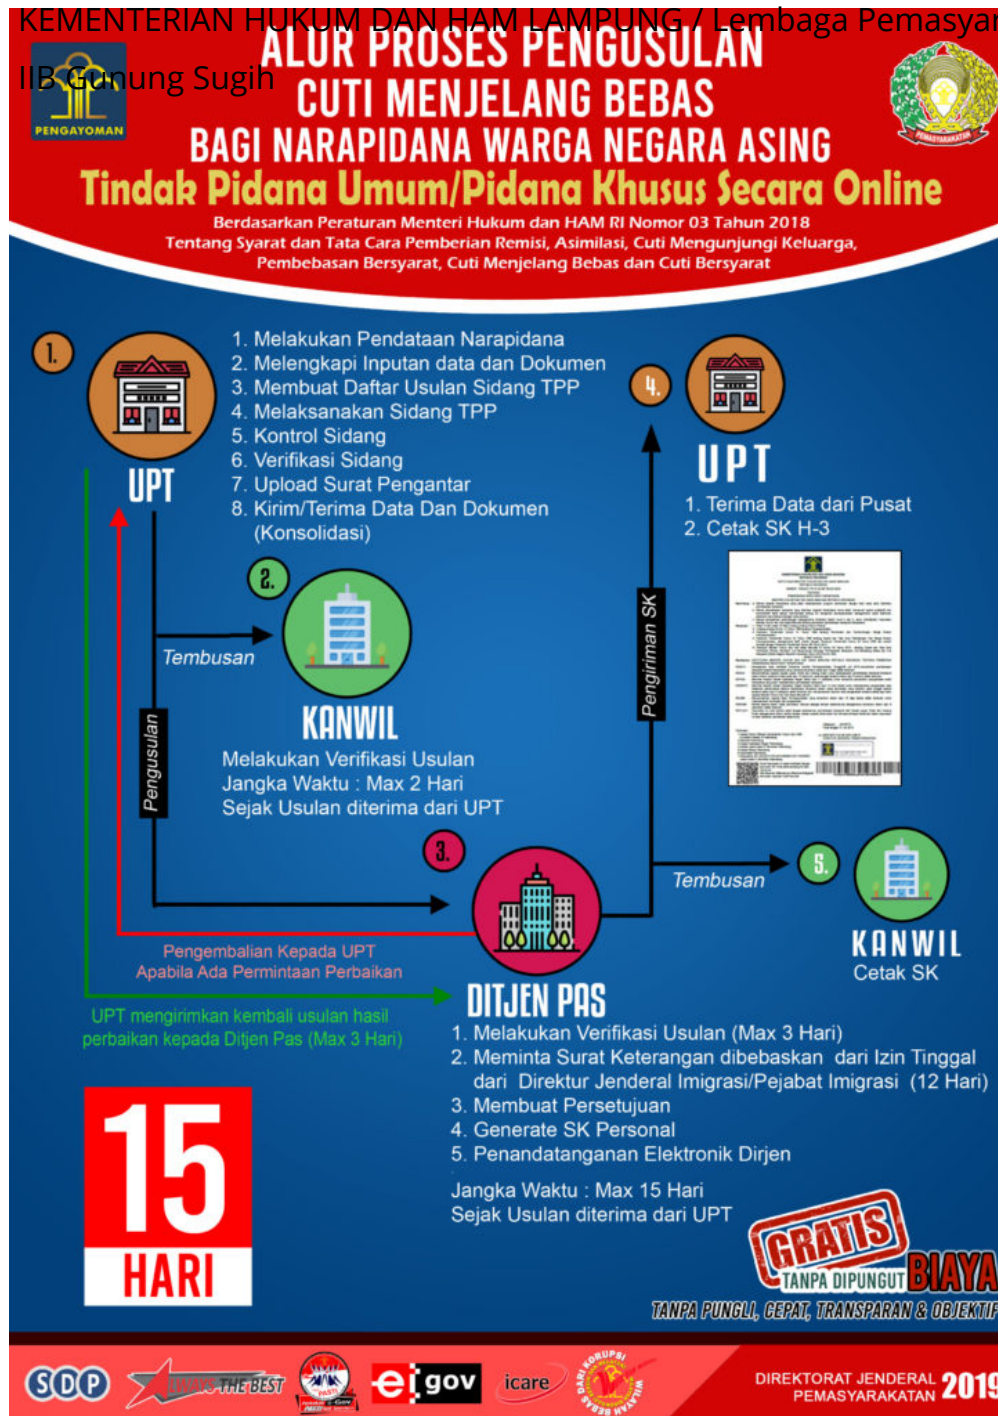 KEMENTERIAN HUKUM DAN HAM LAMPUNG / Lembaga Pemasyar
IIB Gunung Sugih
PENGAYOMAN
ALUR PROSES PENGUSULAN
CUTI MENJELANG BEBAS
BAGI NARAPIDANA WARGA NEGARA ASING
PEMASYARAKATAN
Tindak Pidana Umum/Pidana Khusus Secara Online
Berdasarkan Peraturan Menteri Hukum dan HAM RI Nomor 03 Tahun 2018
Tentang Syarat dan Tata Cara Pemberian Remisi, Asimilasi, Cuti Mengunjungi Keluarga,
Pembebasan Bersyarat, Cuti Menjelang Bebas dan Cuti Bersyarat
1.
UPT
1. Melakukan Pendataan Narapidana
2. Melengkapi Inputan data dan Dokumen
3. Membuat Daftar Usulan Sidang TPP
4. Melaksanakan Sidang TPP
5. Kontrol Sidang
6. Verifikasi Sidang
7. Upload Surat Pengantar
8. Kirim/Terima Data Dan Dokumen
(Konsolidasi)
4.
UPT
1. Terima Data dari Pusat
2. Cetak SK H-3
2.
Tembusan
KANWIL
Melakukan Verifikasi Usulan
Jangka Waktu : Max 2 Hari
Sejak Usulan diterima dari UPT
Pengusulan
Pengiriman SK
3.
Tembusan
5.
KANWIL
Cetak SK
Pengembalian Kepada UPT
Apabila Ada Permintaan Perbaikan
UPT mengirimkan kembali usulan hasil
perbaikan kepada Ditjen Pas (Max 3 Hari)
DITJEN PAS
1. Melakukan Verifikasi Usulan (Max 3 Hari)
2. Meminta Surat Keterangan dibebaskan dari Izin Tinggal
dari Direktur Jenderal Imigrasi/Pejabat Imigrasi (12 Hari)
3. Membuat Persetujuan
4. Generate SK Personal
5. Penandatanganan Elektronik Dirjen
Jangka Waktu : Max 15 Hari
Sejak Usulan diterima dari UPT
15
HARI
GRATIS
TANPA DIPUNGUT BIAYA
TANPA PUNGLI, CEPAT, TRANSPARAN & OBJEKTIF
SDP
ALWAYS THE BEST
PASTI
e gov
icare
WILAYAH BEBAS DARI KORUPSI
DIREKTORAT JENDERAL
PEMASYARAKATAN
2019